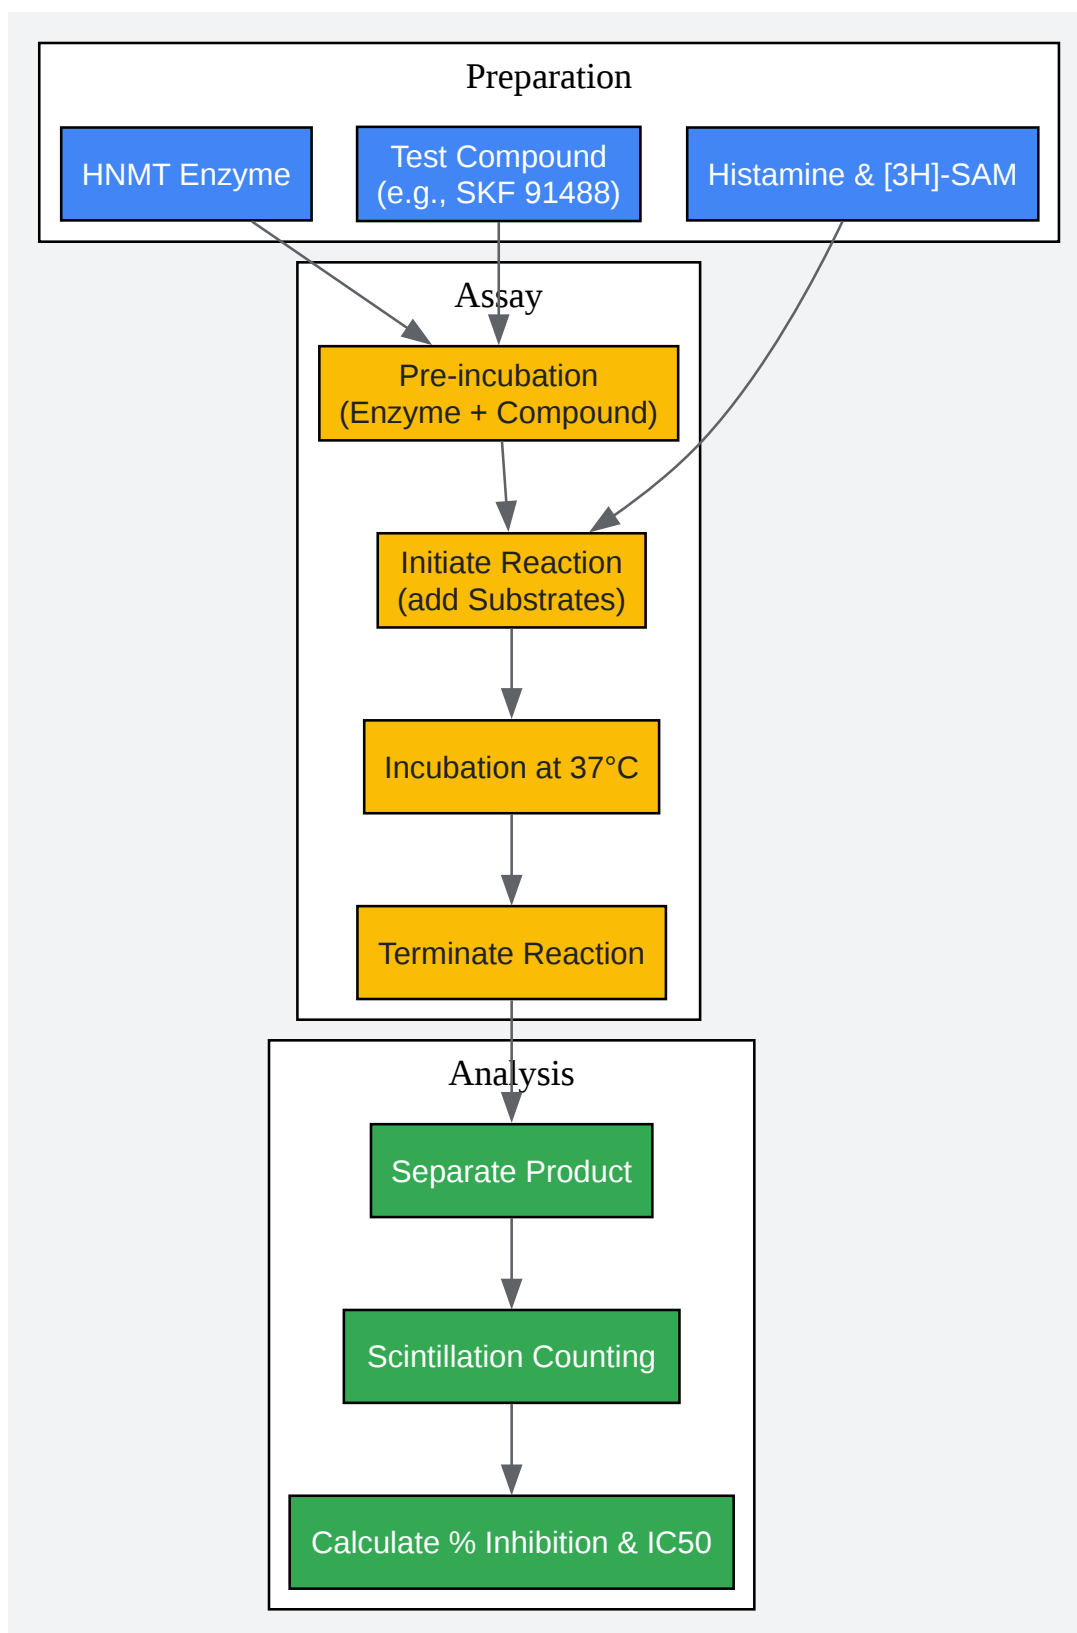 Preparation
HNMT Enzyme
Test Compound
(e.g., SKF 91488)
Histamine & [3H]-SAM
Assay
Pre-incubation
(Enzyme + Compound)
Initiate Reaction
(add Substrates)
Incubation at 37°C
Terminate Reaction
Analysis
Separate Product
Scintillation Counting
Calculate % Inhibition & IC50